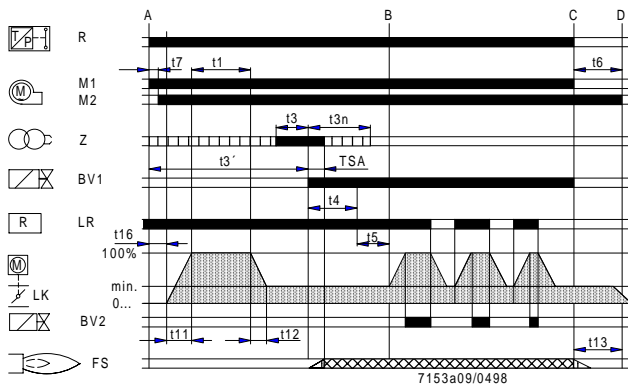 A B C D
T/P R
t7 t1 t6
M M1
M2
t3 t3n
Z
t3´ TSA
BV1
t4
R LR
t16 t5
100%
M
min.
LK
0...
BV2
t11 t12 t13
FS
7153a09/0498